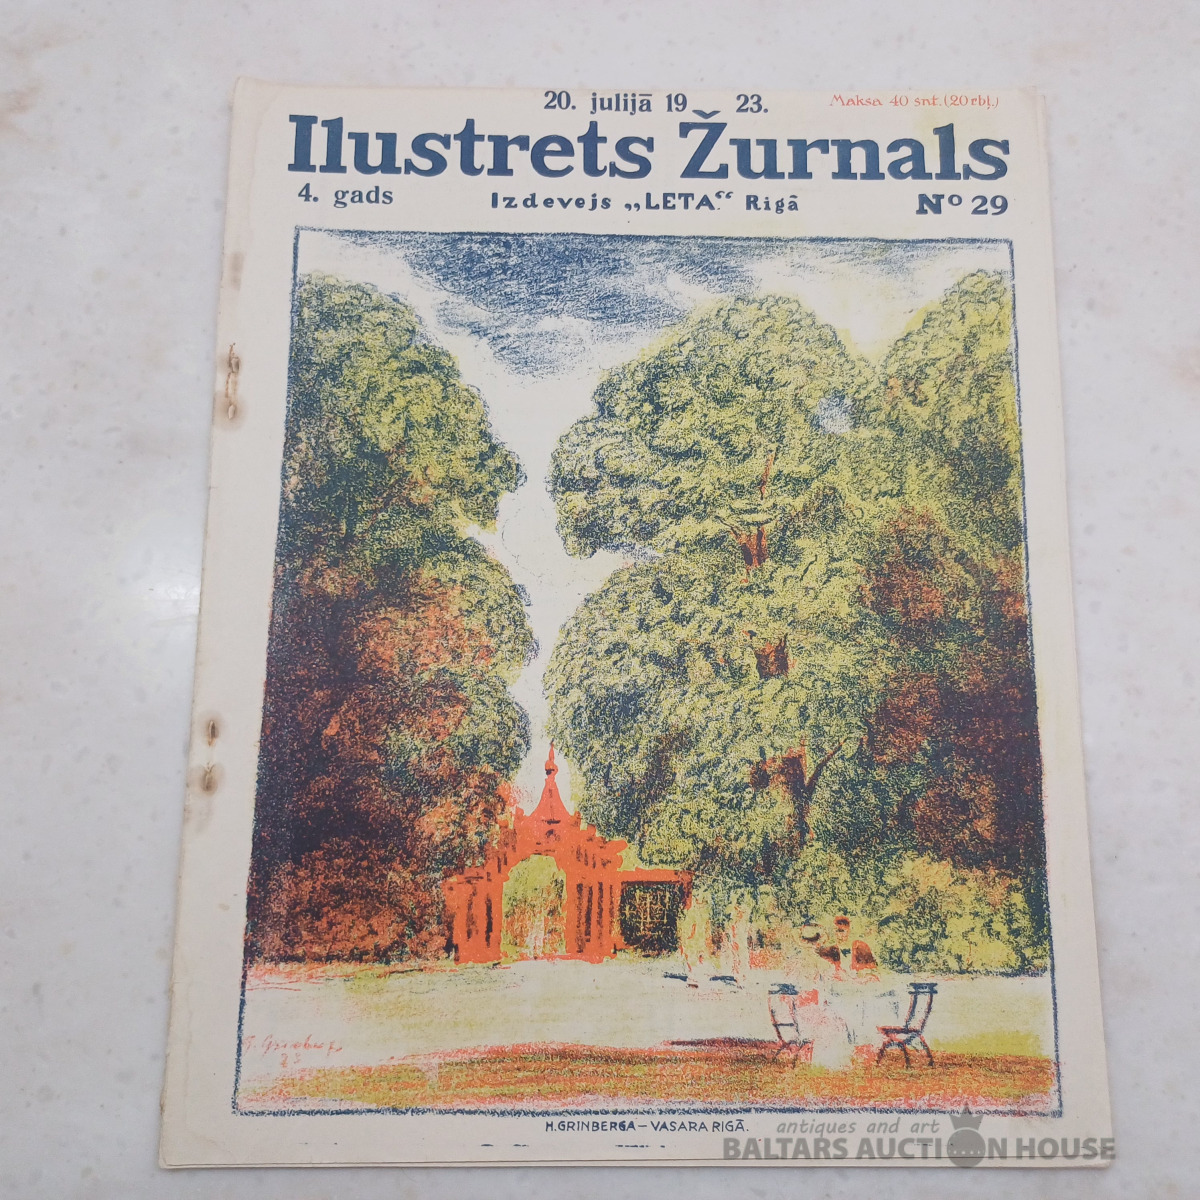 20. julijā 19 23.
Maksa 40 snt. (20 rbļ.)
Ilustrets Žurnals
4. gads
Izdevejs „LETA.“ Rigā
No 29
23
H. GRINBERGA – VASARA RIGĀ.
antiques and art
BALTARS AUCTION HOUSE